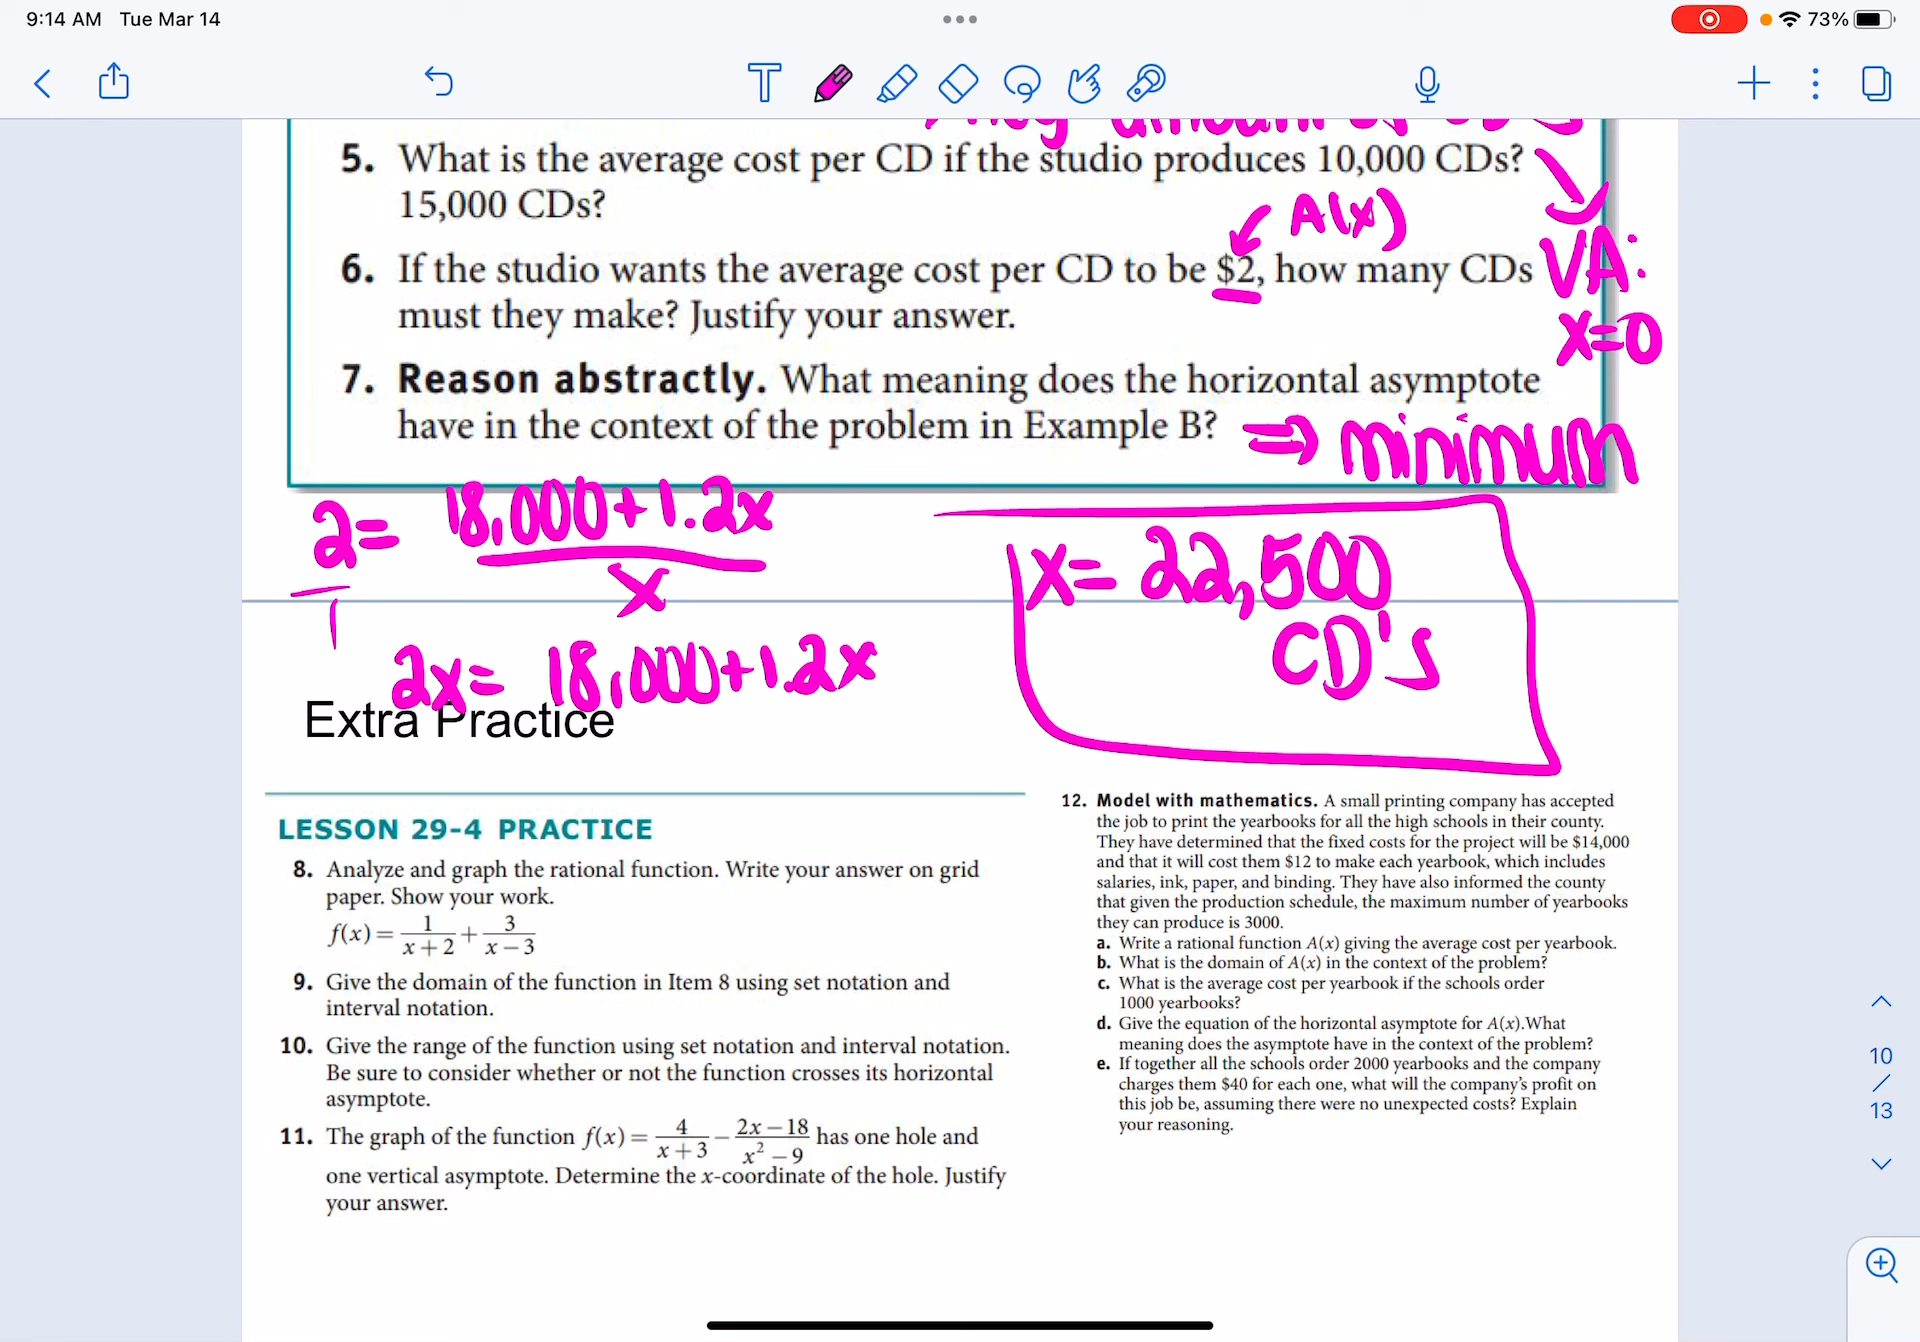 9:14 AM Tue Mar 14
73%
5. What is the average cost per CD if the studio produces 10,000 CDs?
15,000 CDs?
A(x)
6. If the studio wants the average cost per CD to be $2, how many CDs
must they make? Justify your answer.
VA:
x=0
7. Reason abstractly. What meaning does the horizontal asymptote
have in the context of the problem in Example B? ⇒ minimum
2/1 = (18,000+1.2x)/x
x= 22,500
CD's
2x= 18,000+1.2x
Extra Practice
LESSON 29-4 PRACTICE
8. Analyze and graph the rational function. Write your answer on grid
paper. Show your work.
f(x) = 1/(x+2) + 3/(x−3)
9. Give the domain of the function in Item 8 using set notation and
interval notation.
10. Give the range of the function using set notation and interval notation.
Be sure to consider whether or not the function crosses its horizontal
asymptote.
11. The graph of the function f(x) = 4/(x+3) − (2x−18)/(x²−9) has one hole and
one vertical asymptote. Determine the x-coordinate of the hole. Justify
your answer.
12. Model with mathematics. A small printing company has accepted
the job to print the yearbooks for all the high schools in their county.
They have determined that the fixed costs for the project will be $14,000
and that it will cost them $12 to make each yearbook, which includes
salaries, ink, paper, and binding. They have also informed the county
that given the production schedule, the maximum number of yearbooks
they can produce is 3000.
a. Write a rational function A(x) giving the average cost per yearbook.
b. What is the domain of A(x) in the context of the problem?
c. What is the average cost per yearbook if the schools order
1000 yearbooks?
d. Give the equation of the horizontal asymptote for A(x).What
meaning does the asymptote have in the context of the problem?
e. If together all the schools order 2000 yearbooks and the company
charges them $40 for each one, what will the company's profit on
this job be, assuming there were no unexpected costs? Explain
your reasoning.
10
/
13